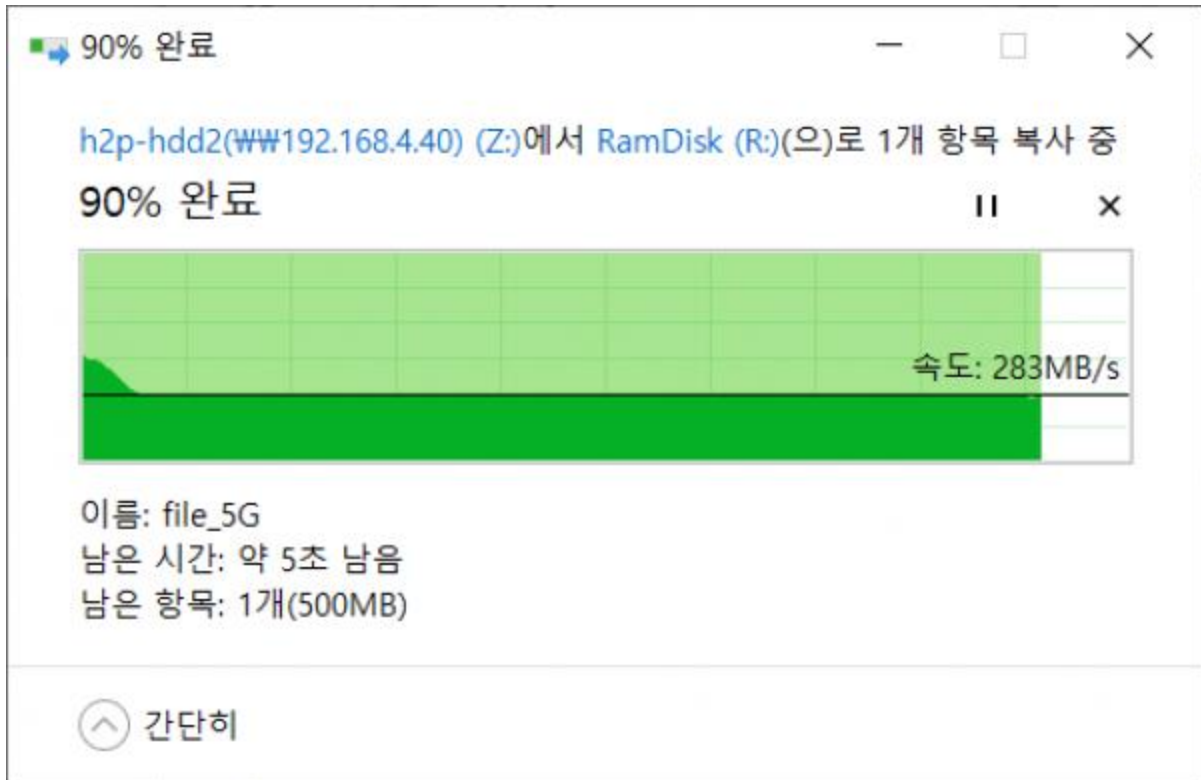 90% 완료
h2p-hdd2(₩₩192.168.4.40) (Z:)에서 RamDisk (R:)(으)로 1개 항목 복사 중
90% 완료
속도: 283MB/s
이름: file_5G
남은 시간: 약 5초 남음
남은 항목: 1개(500MB)
간단히